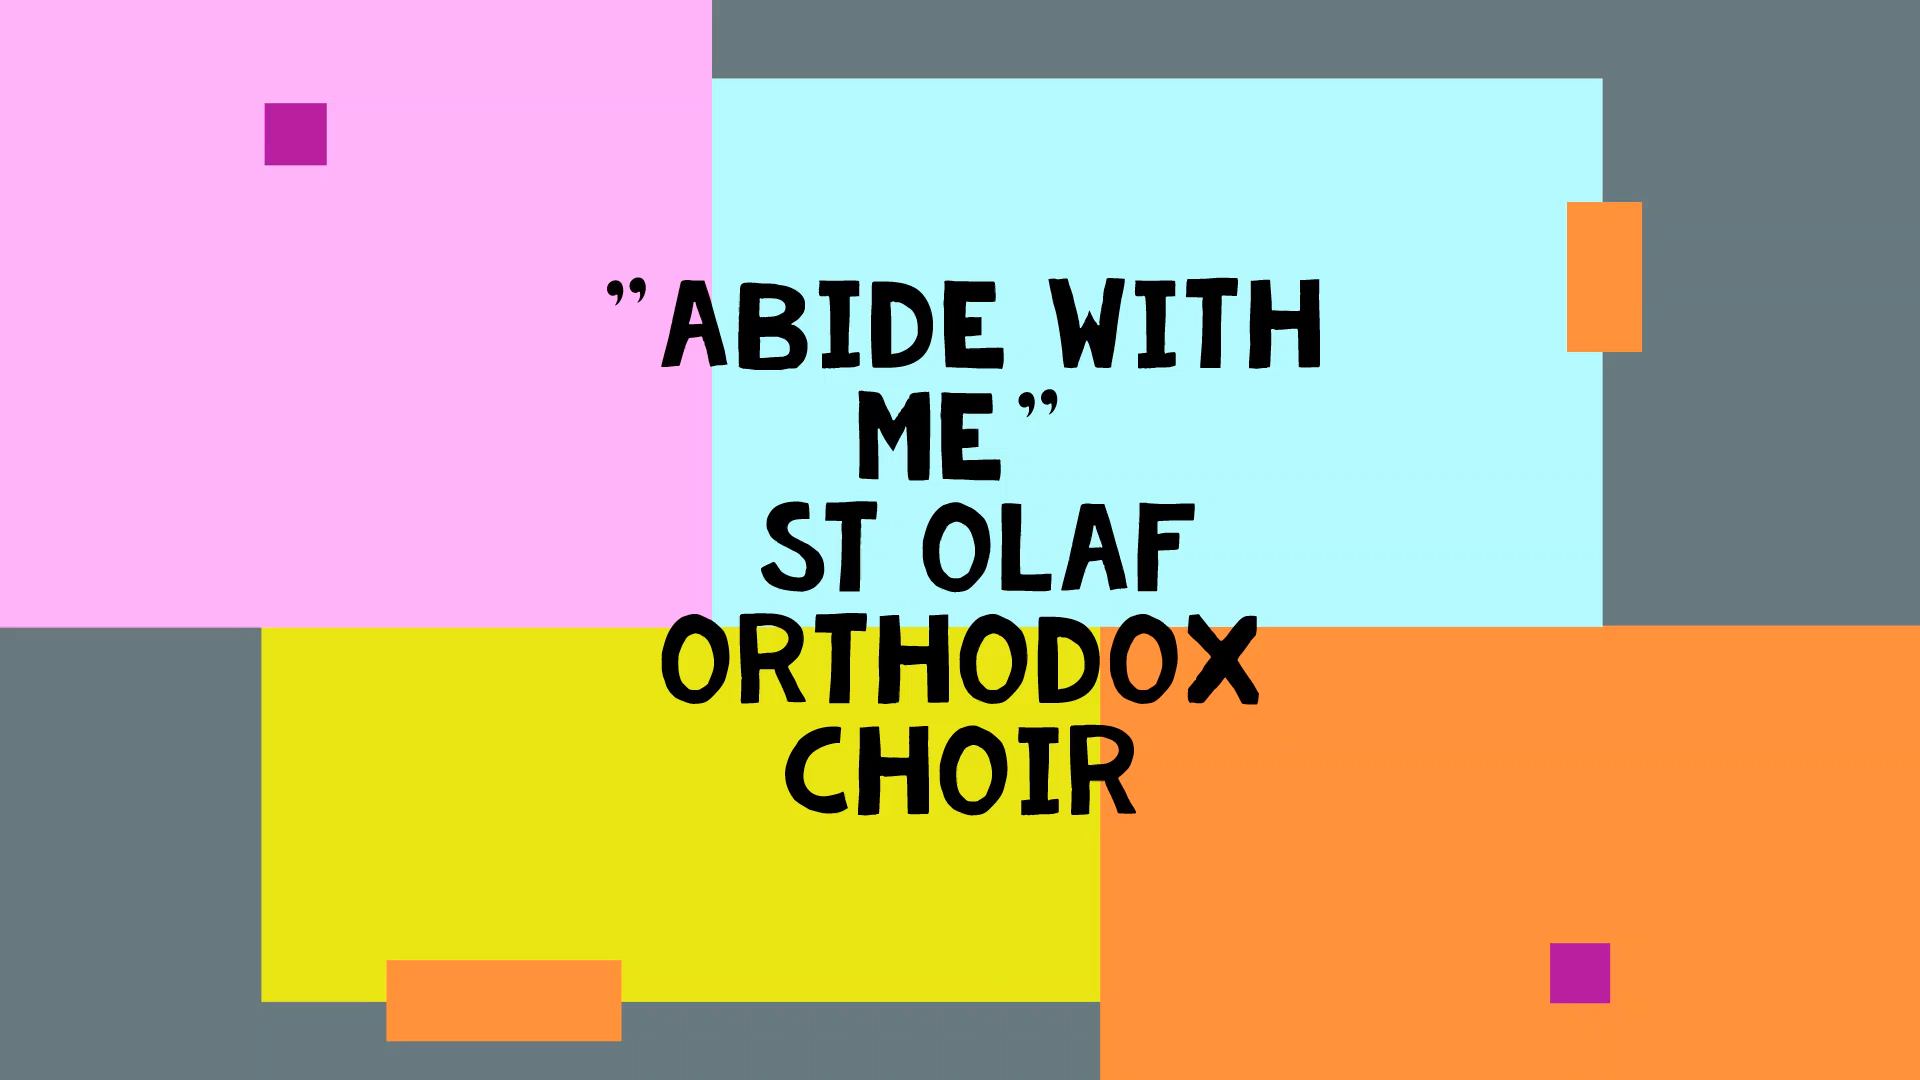 ”ABIDE WITH
ME”
ST OLAF
ORTHODOX
CHOIR